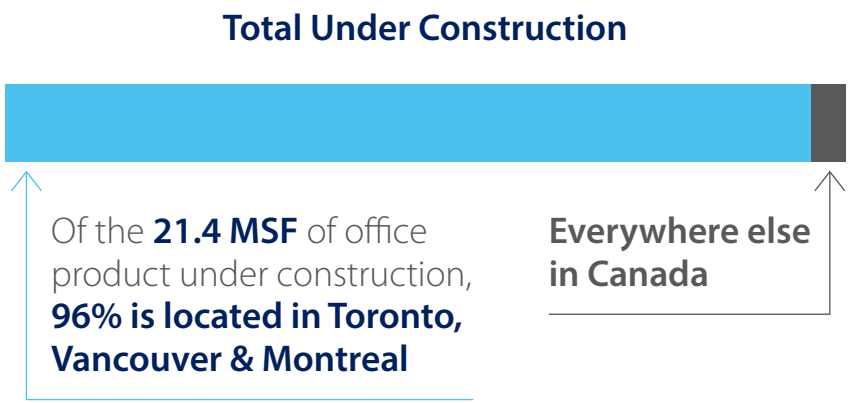 Total Under Construction
Of the 21.4 MSF of office
product under construction,
96% is located in Toronto,
Vancouver & Montreal
Everywhere else
in Canada